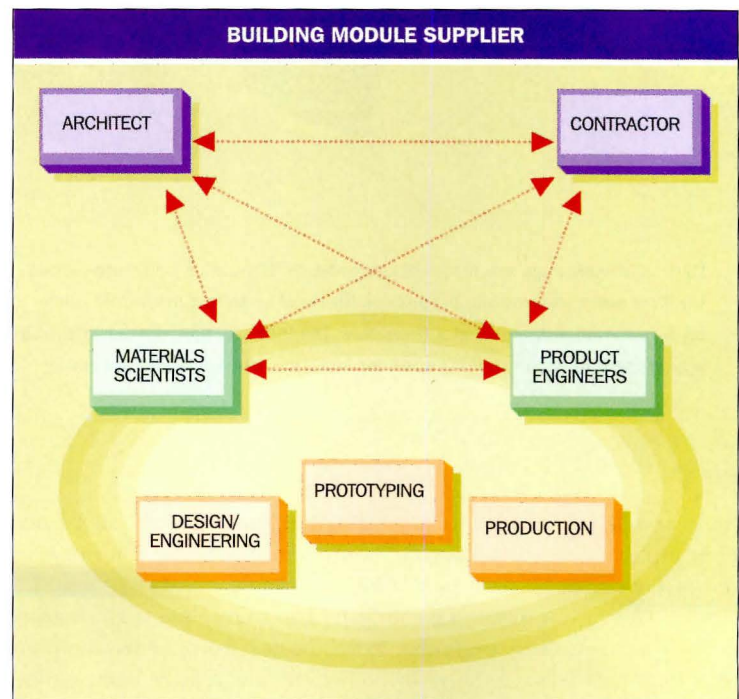 BUILDING MODULE SUPPLIER
ARCHITECT
CONTRACTOR
MATERIALS
SCIENTISTS
PRODUCT
ENGINEERS
PROTOTYPING
DESIGN/
ENGINEERING
PRODUCTION